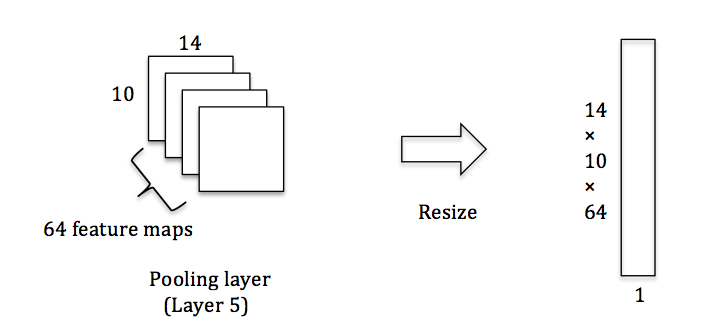 14
10
64 feature maps
Pooling layer
(Layer 5)
Resize
14
×
10
×
64
1